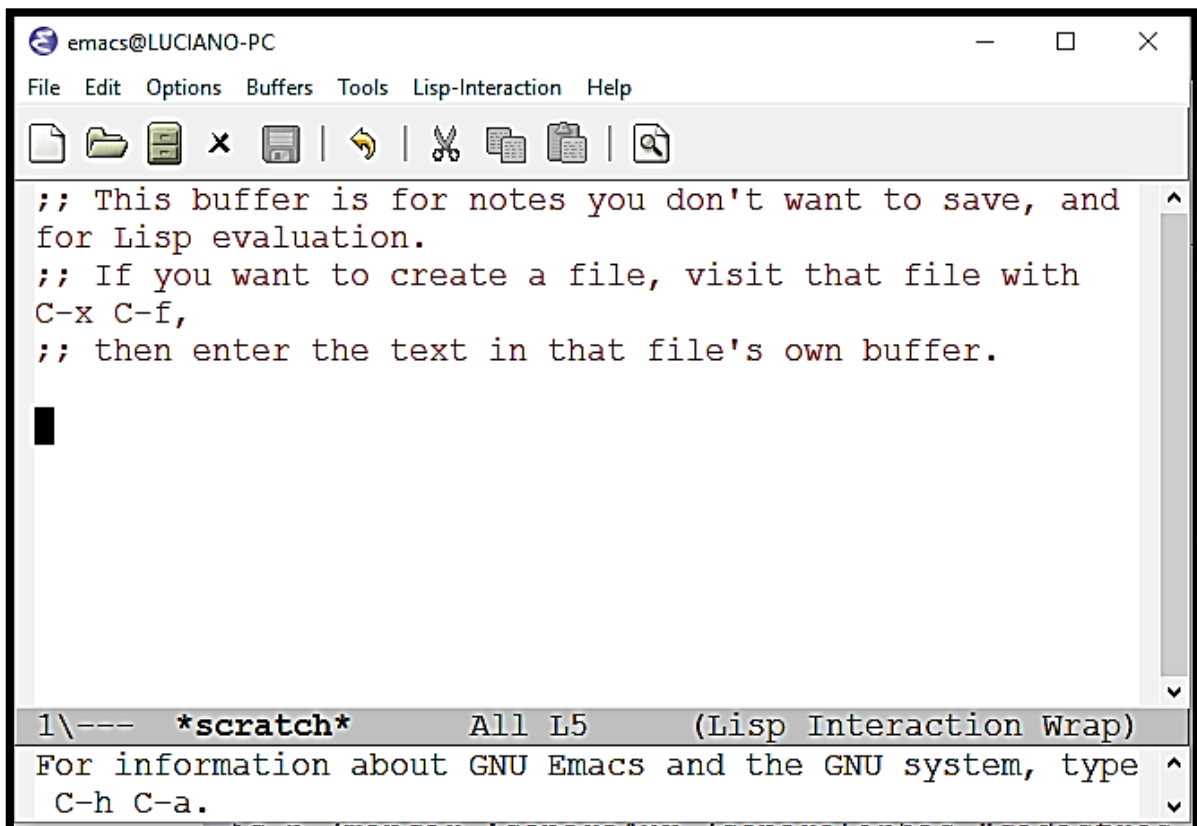 emacs@LUCIANO-PC
File Edit Options Buffers Tools Lisp-Interaction Help
;; This buffer is for notes you don't want to save, and
for Lisp evaluation.
;; If you want to create a file, visit that file with
C-x C-f,
;; then enter the text in that file's own buffer.
1\--- *scratch* All L5 (Lisp Interaction Wrap)
For information about GNU Emacs and the GNU system, type
C-h C-a.